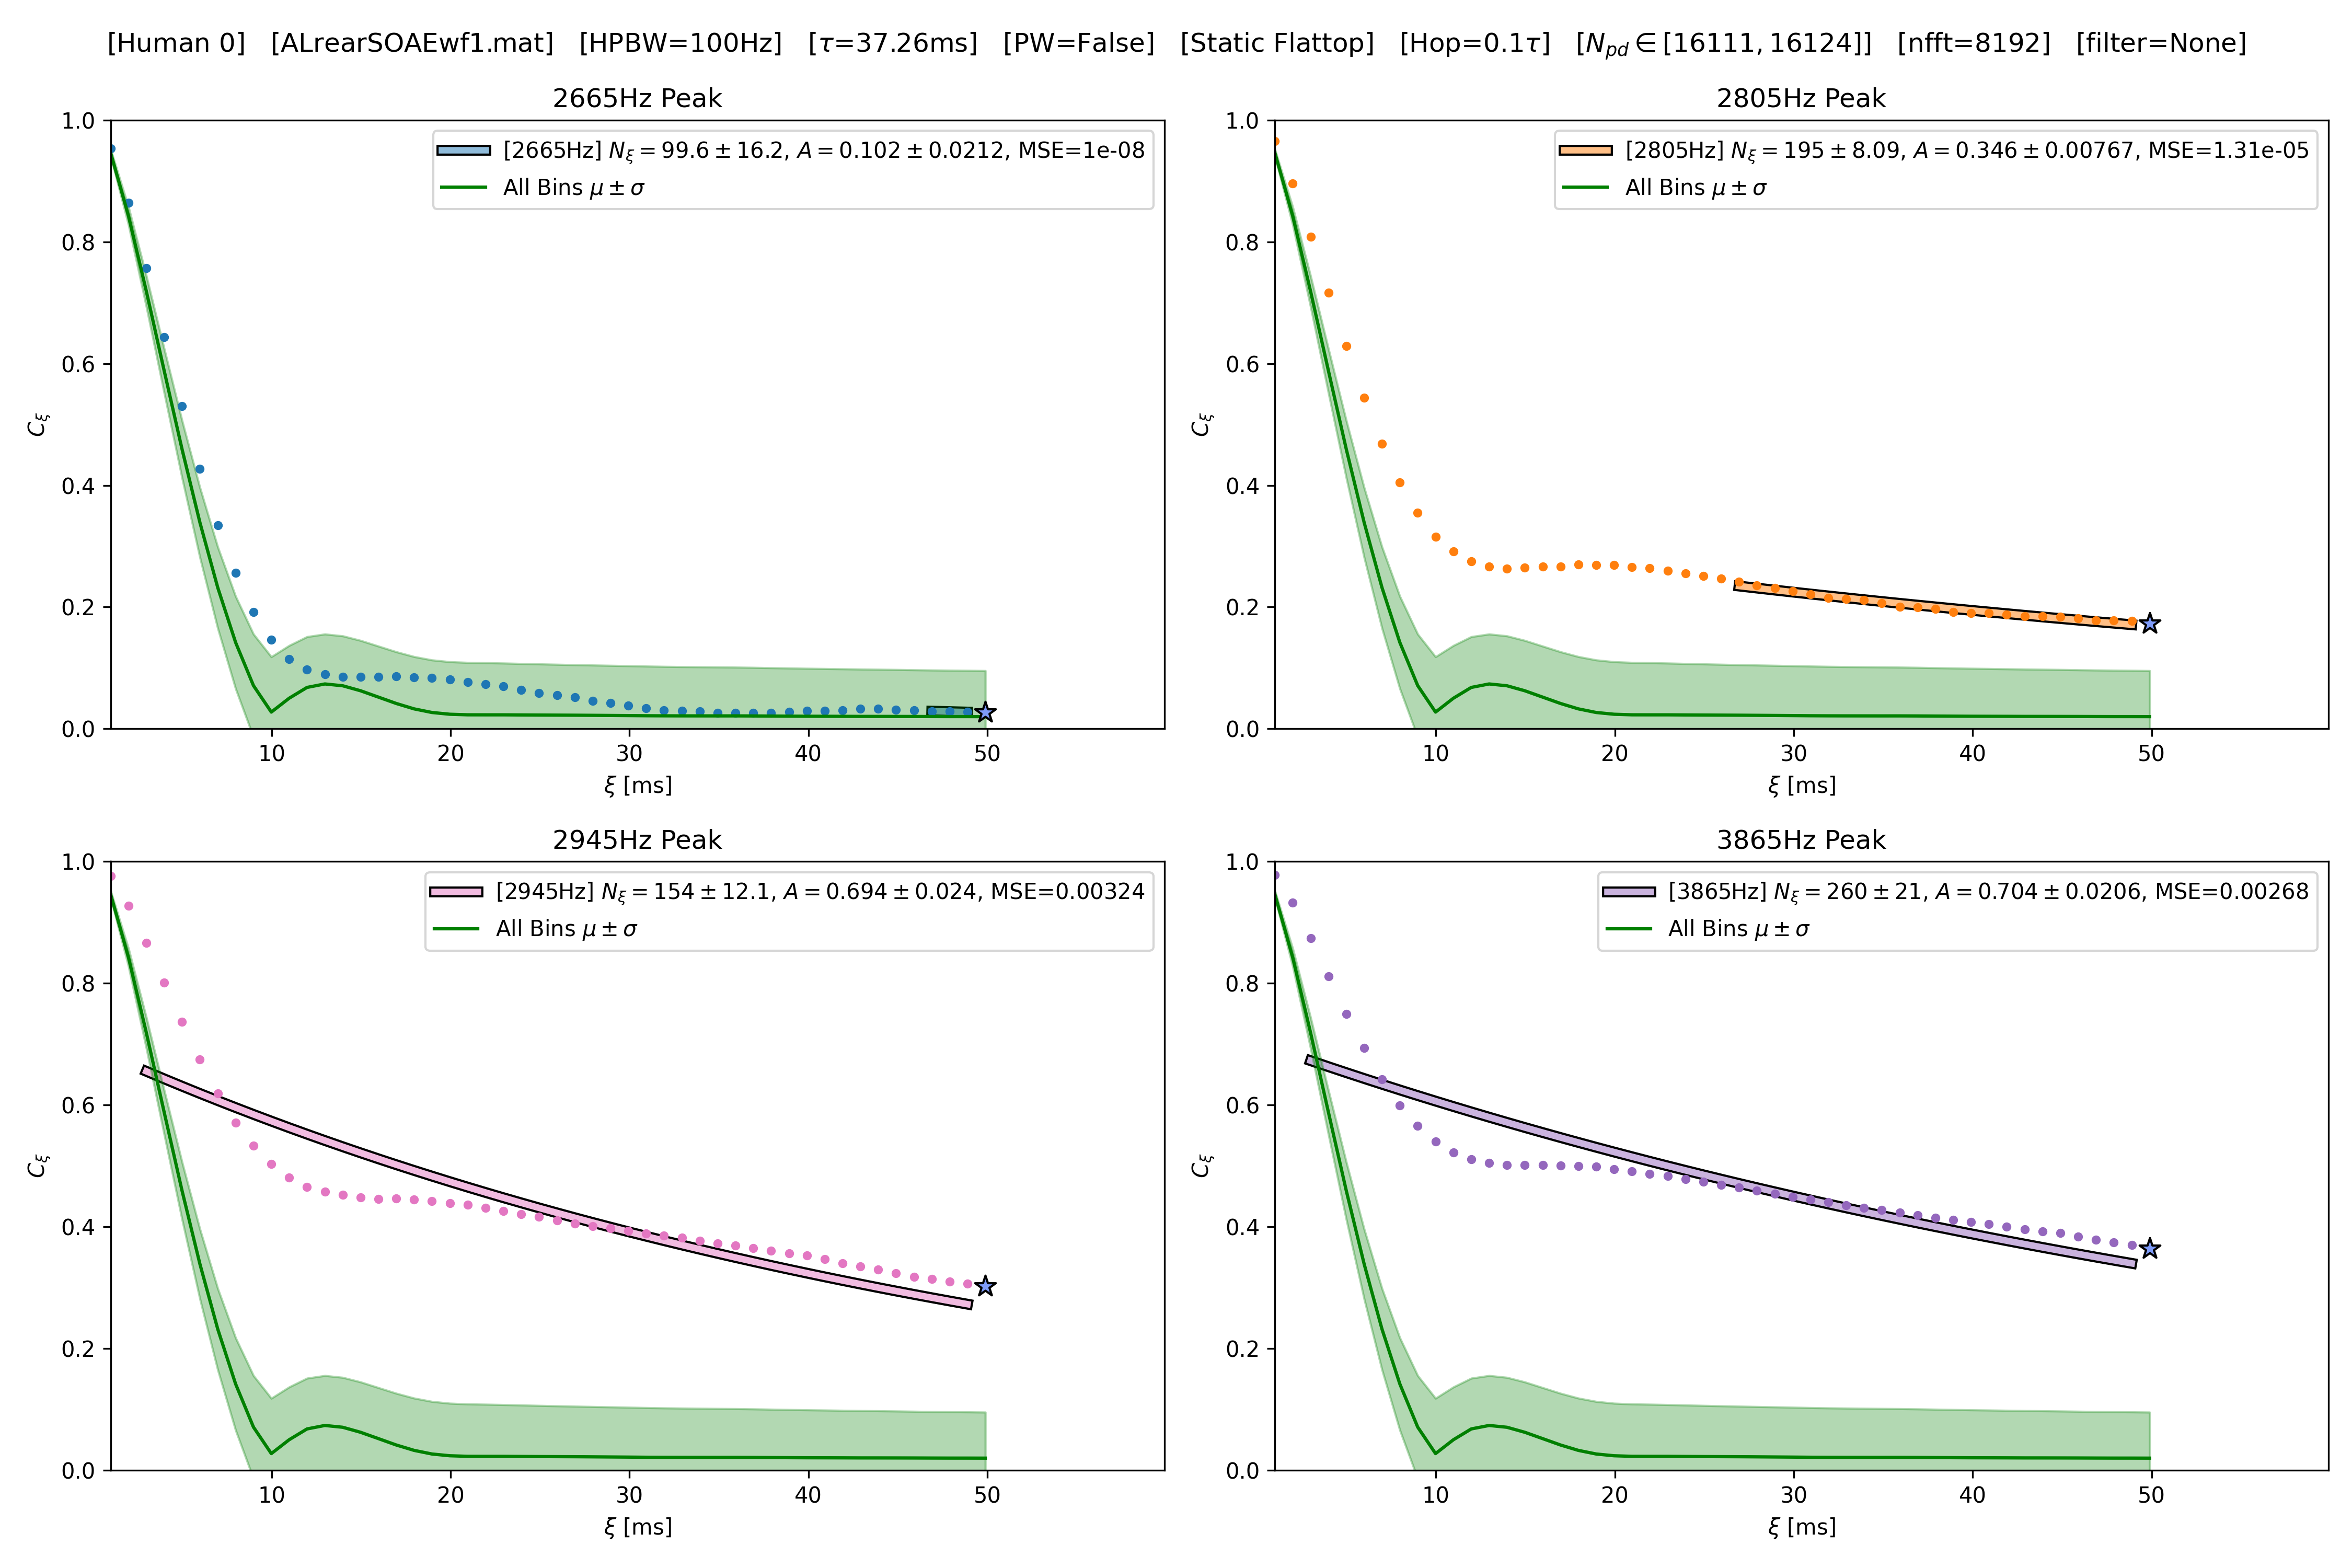 [Human 0] [ALrearSOAEwf1.mat] [HPBW=100Hz] [τ=37.26ms] [PW=False] [Static Flattop] [Hop=0.1τ] [N_pd ∈ [16111, 16124]] [nfft=8192] [filter=None]
2665Hz Peak
1.0
0.8
0.6
0.4
0.2
0.0
C_ξ
[2665Hz] N_ξ = 99.6 ± 16.2, A = 0.102 ± 0.0212, MSE=1e-08
All Bins μ ± σ
10 20 30 40 50
ξ [ms]
2805Hz Peak
1.0
0.8
0.6
0.4
0.2
0.0
C_ξ
[2805Hz] N_ξ = 195 ± 8.09, A = 0.346 ± 0.00767, MSE=1.31e-05
All Bins μ ± σ
10 20 30 40 50
ξ [ms]
2945Hz Peak
1.0
0.8
0.6
0.4
0.2
0.0
C_ξ
[2945Hz] N_ξ = 154 ± 12.1, A = 0.694 ± 0.024, MSE=0.00324
All Bins μ ± σ
10 20 30 40 50
ξ [ms]
3865Hz Peak
1.0
0.8
0.6
0.4
0.2
0.0
C_ξ
[3865Hz] N_ξ = 260 ± 21, A = 0.704 ± 0.0206, MSE=0.00268
All Bins μ ± σ
10 20 30 40 50
ξ [ms]